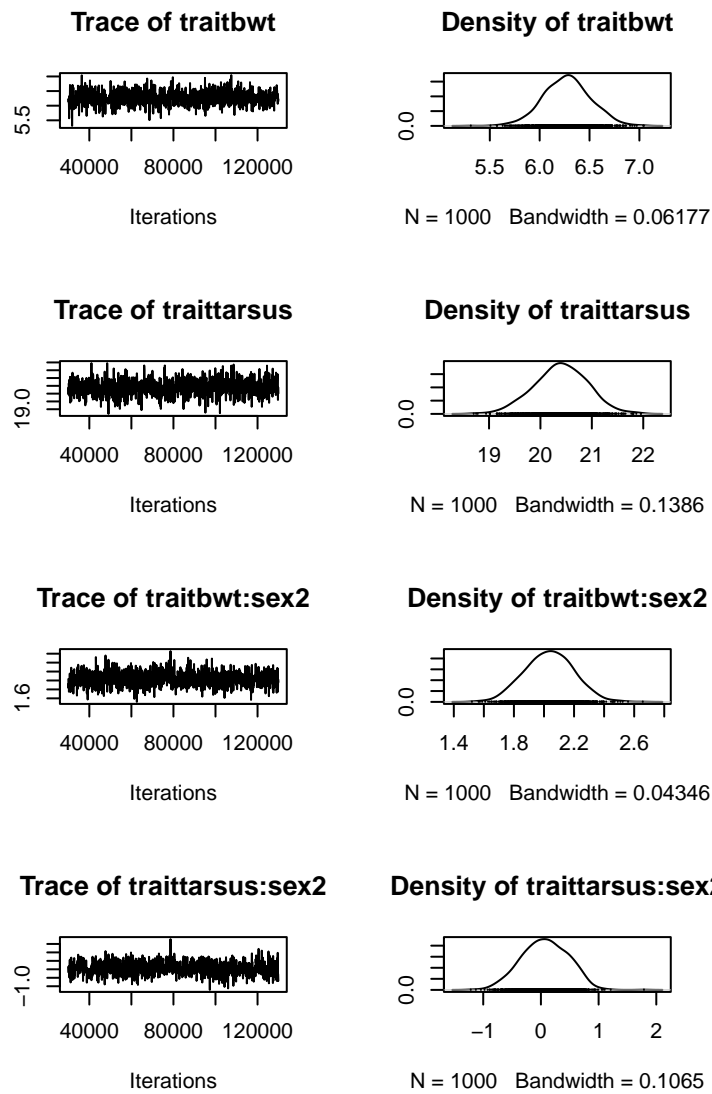 Trace of traitbwt
5.5
40000 80000 120000
Iterations
Density of traitbwt
0.0
5.5 6.0 6.5 7.0
N = 1000 Bandwidth = 0.06177
Trace of traittarsus
19.0
40000 80000 120000
Iterations
Density of traittarsus
0.0
19 20 21 22
N = 1000 Bandwidth = 0.1386
Trace of traitbwt:sex2
1.6
40000 80000 120000
Iterations
Density of traitbwt:sex2
0.0
1.4 1.8 2.2 2.6
N = 1000 Bandwidth = 0.04346
Trace of traittarsus:sex2
−1.0
40000 80000 120000
Iterations
Density of traittarsus:sex2
0.0
−1 0 1 2
N = 1000 Bandwidth = 0.1065